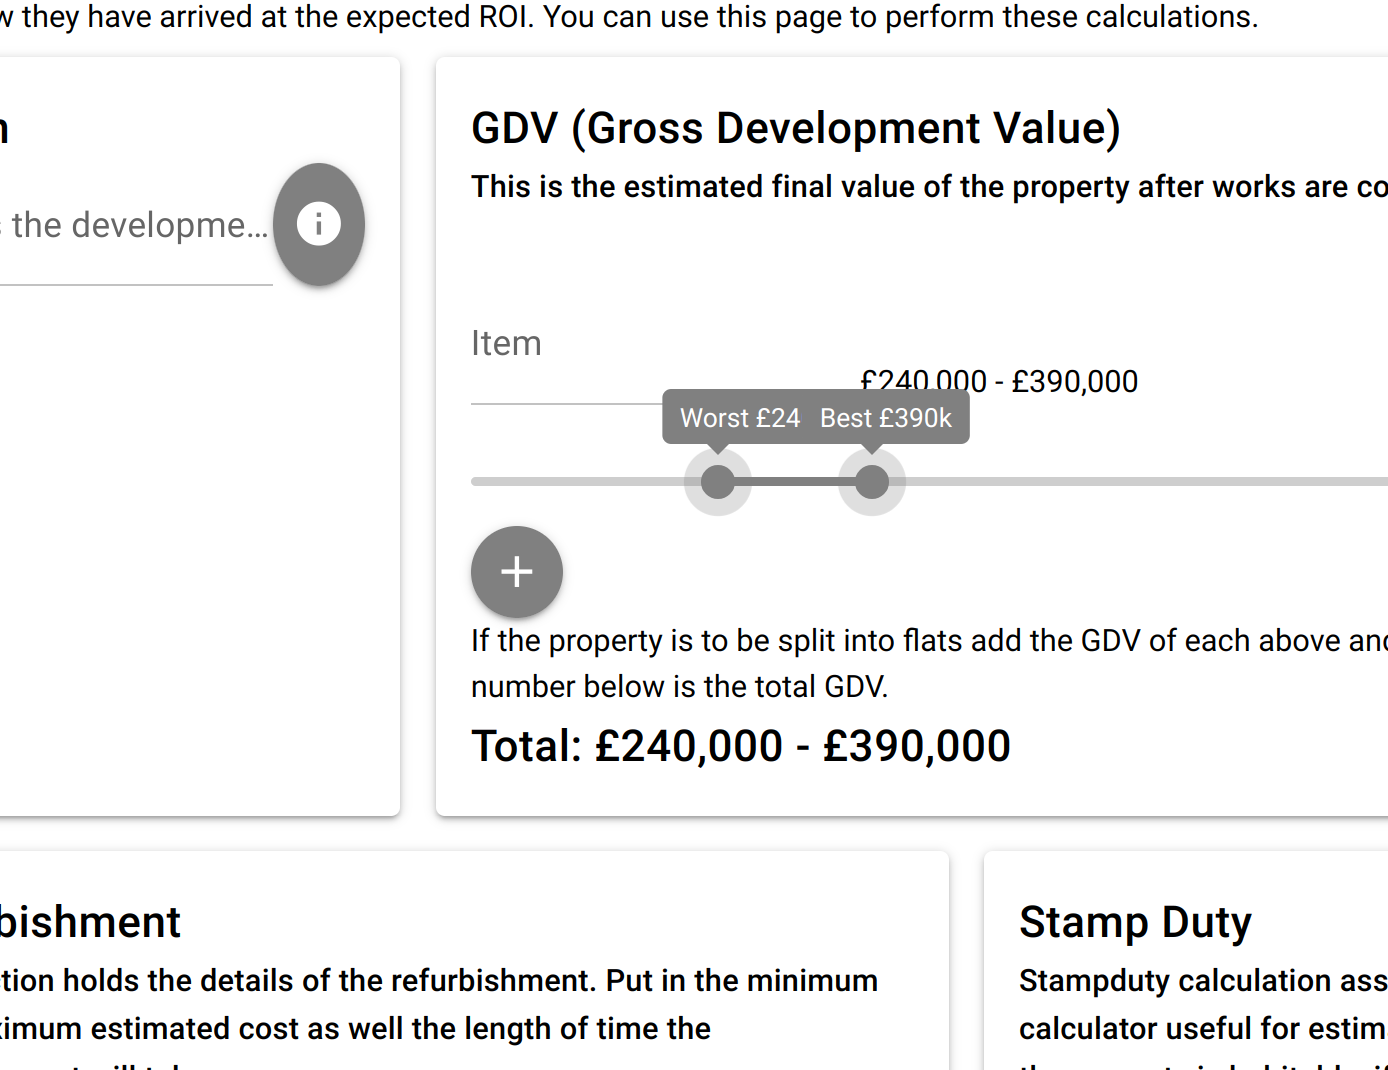 they have arrived at the expected ROI. You can use this page to perform these calculations.
the developme...
GDV (Gross Development Value)
This is the estimated final value of the property after works are
Item
£240,000 - £390,000
Worst £24 Best £390k
If the property is to be split into flats add the GDV of each above
number below is the total GDV.
Total: £240,000 - £390,000
bishment
tion holds the details of the refurbishment. Put in the minimum
ximum estimated cost as well the length of time the
Stamp Duty
Stampduty calculation ass
calculator useful for estim